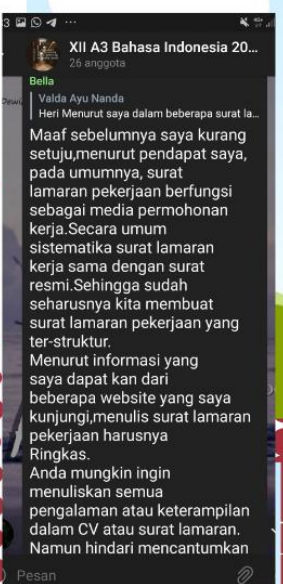 XII A3 Bahasa Indonesia 20...
26 anggota
Bella
Valda Ayu Nanda
Heri Menurut saya dalam beberapa surat la...
Maaf sebelumnya saya kurang
setuju,menurut pendapat saya,
pada umumnya, surat
lamaran pekerjaan berfungsi
sebagai media permohonan
kerja.Secara umum
sistematika surat lamaran
kerja sama dengan surat
resmi.Sehingga sudah
seharusnya kita membuat
surat lamaran pekerjaan yang
ter-struktur.
Menurut informasi yang
saya dapat kan dari
beberapa website yang saya
kunjungi,menulis surat lamaran
pekerjaan harusnya
Ringkas.
Anda mungkin ingin
menuliskan semua
pengalaman atau keterampilan
dalam CV atau surat lamaran.
Namun hindari mencantumkan
Pesan